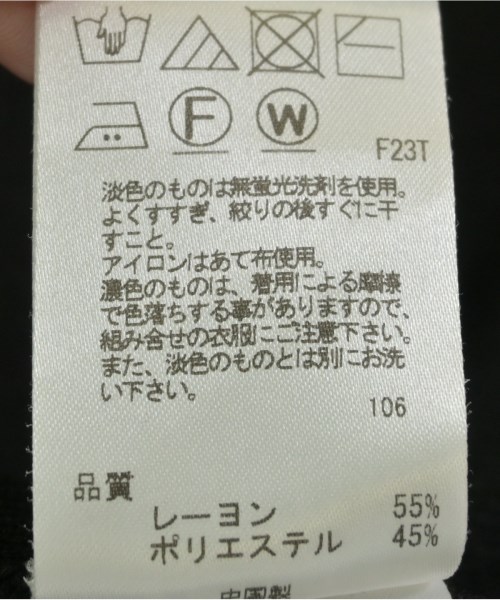 F W
F23T
淡色のものは無蛍光洗剤を使用。
よくすすぎ、絞りの後すぐに干
すこと。
アイロンはあて布使用。
濃色のものは、着用による摩擦
で色落ちする事がありますので、
組み合せの衣服にご注意下さい。
また、淡色のものとは別にお洗
い下さい。
106
品質
レーヨン 55%
ポリエステル 45%
中国製